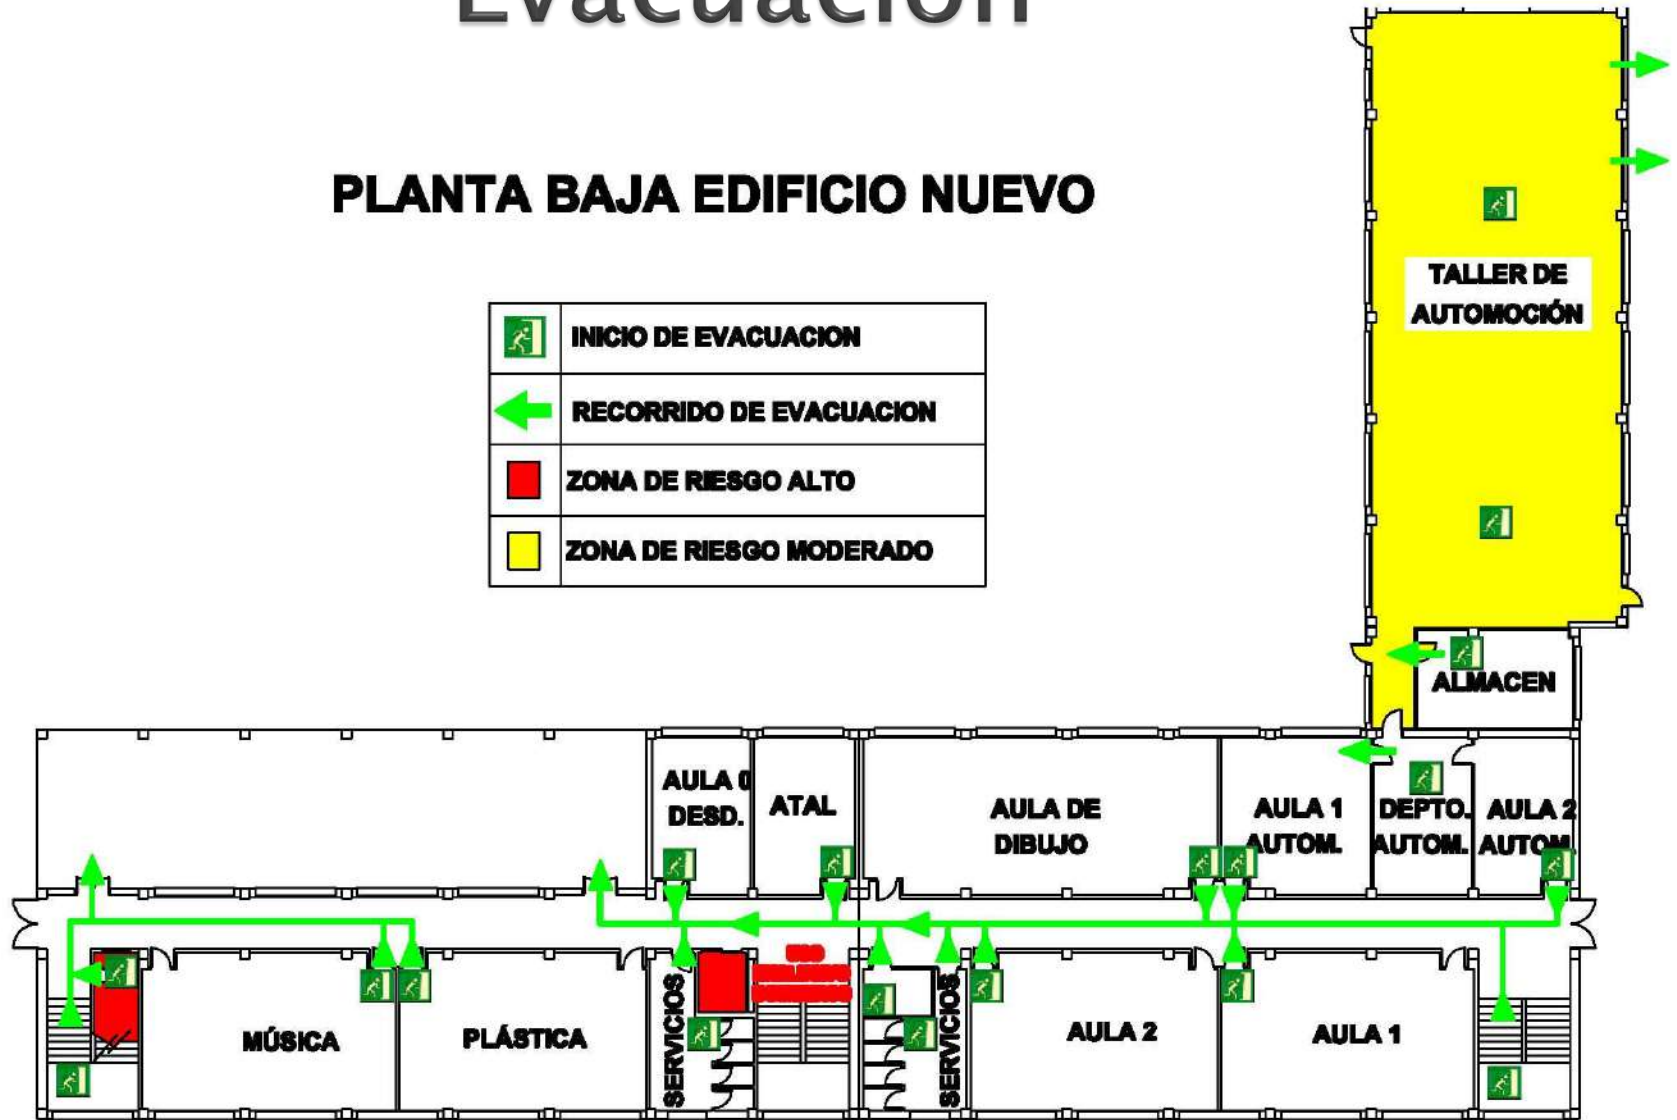 Evacuación
PLANTA BAJA EDIFICIO NUEVO
INICIO DE EVACUACION
RECORRIDO DE EVACUACION
ZONA DE RIESGO ALTO
ZONA DE RIESGO MODERADO
TALLER DE
AUTOMOCIÓN
ALMACEN
AULA 0
DESD.
ATAL
AULA DE
DIBUJO
AULA 1
AUTOM.
DEPTO.
AUTOM.
AULA 2
AUTOM.
MÚSICA
PLÁSTICA
SERVICIOS
SERVICIOS
AULA 2
AULA 1